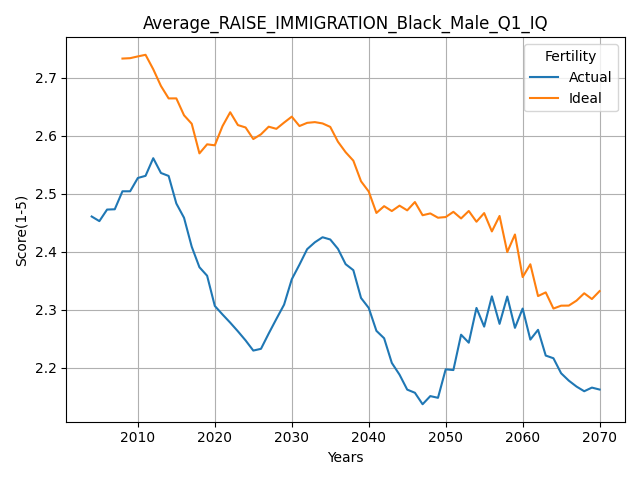 Average_RAISE_IMMIGRATION_Black_Male_Q1_IQ
Fertility
Actual
Ideal
Score(1-5)
2.7
2.6
2.5
2.4
2.3
2.2
2010 2020 2030 2040 2050 2060 2070
Years